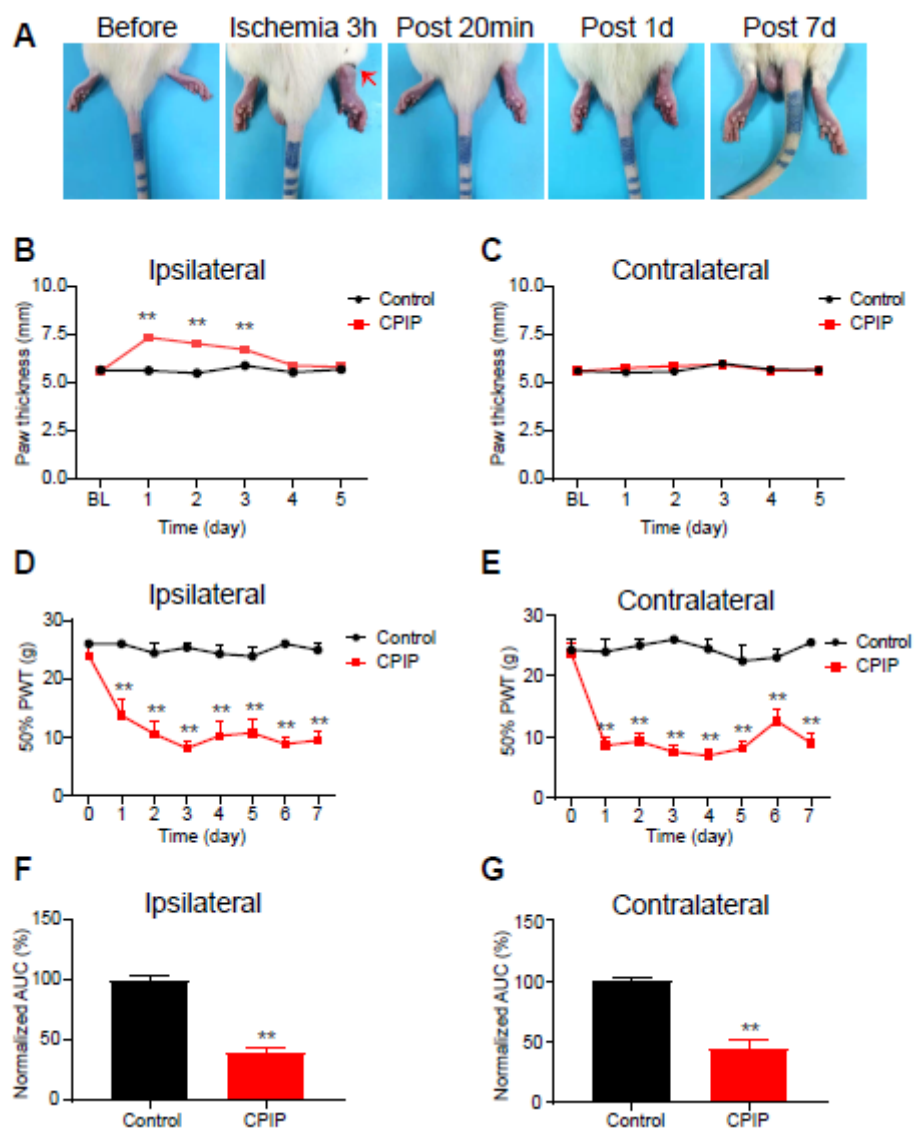 A
Before Ischemia 3h Post 20min Post 1d Post 7d
B
Ipsilateral
Paw thickness (mm)
10.0
7.5
5.0
2.5
0.0
** ** **
Control
CPIP
BL 1 2 3 4 5
Time (day)
C
Contralateral
Paw thickness (mm)
10.0
7.5
5.0
2.5
0.0
Control
CPIP
BL 1 2 3 4 5
Time (day)
D
Ipsilateral
50% PWT (g)
30
20
10
0
** ** ** ** ** ** **
Control
CPIP
0 1 2 3 4 5 6 7
Time (day)
E
Contralateral
50% PWT (g)
30
20
10
0
** ** ** ** ** ** **
Control
CPIP
0 1 2 3 4 5 6 7
Time (day)
F
Ipsilateral
Normalized AUC (%)
150
100
50
0
**
Control CPIP
G
Contralateral
Normalized AUC (%)
150
100
50
0
**
Control CPIP